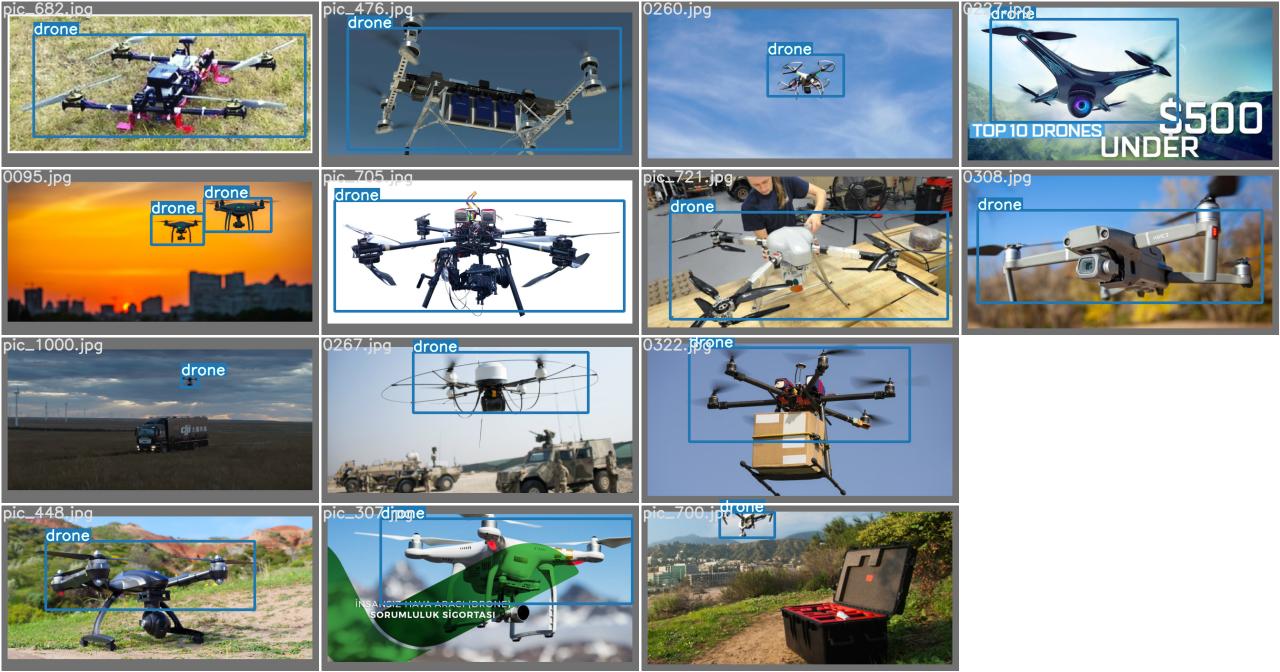 pic_682.jpg
drone
pic_476.jpg
drone
0260.jpg
drone
drone
$500
TOP 10 DRONES
UNDER
0095.jpg
drone
drone
pic_705.jpg
drone
pic_721.jpg
drone
0308.jpg
drone
pic_1000.jpg
drone
dji
0267.jpg
drone
0322.jpg
drone
pic_448.jpg
drone
pic_307.jpg
drone
İNSANSIZ HAVA ARACI (DRONE)
SORUMLULUK SİGORTASI
pic_700.jpg
drone